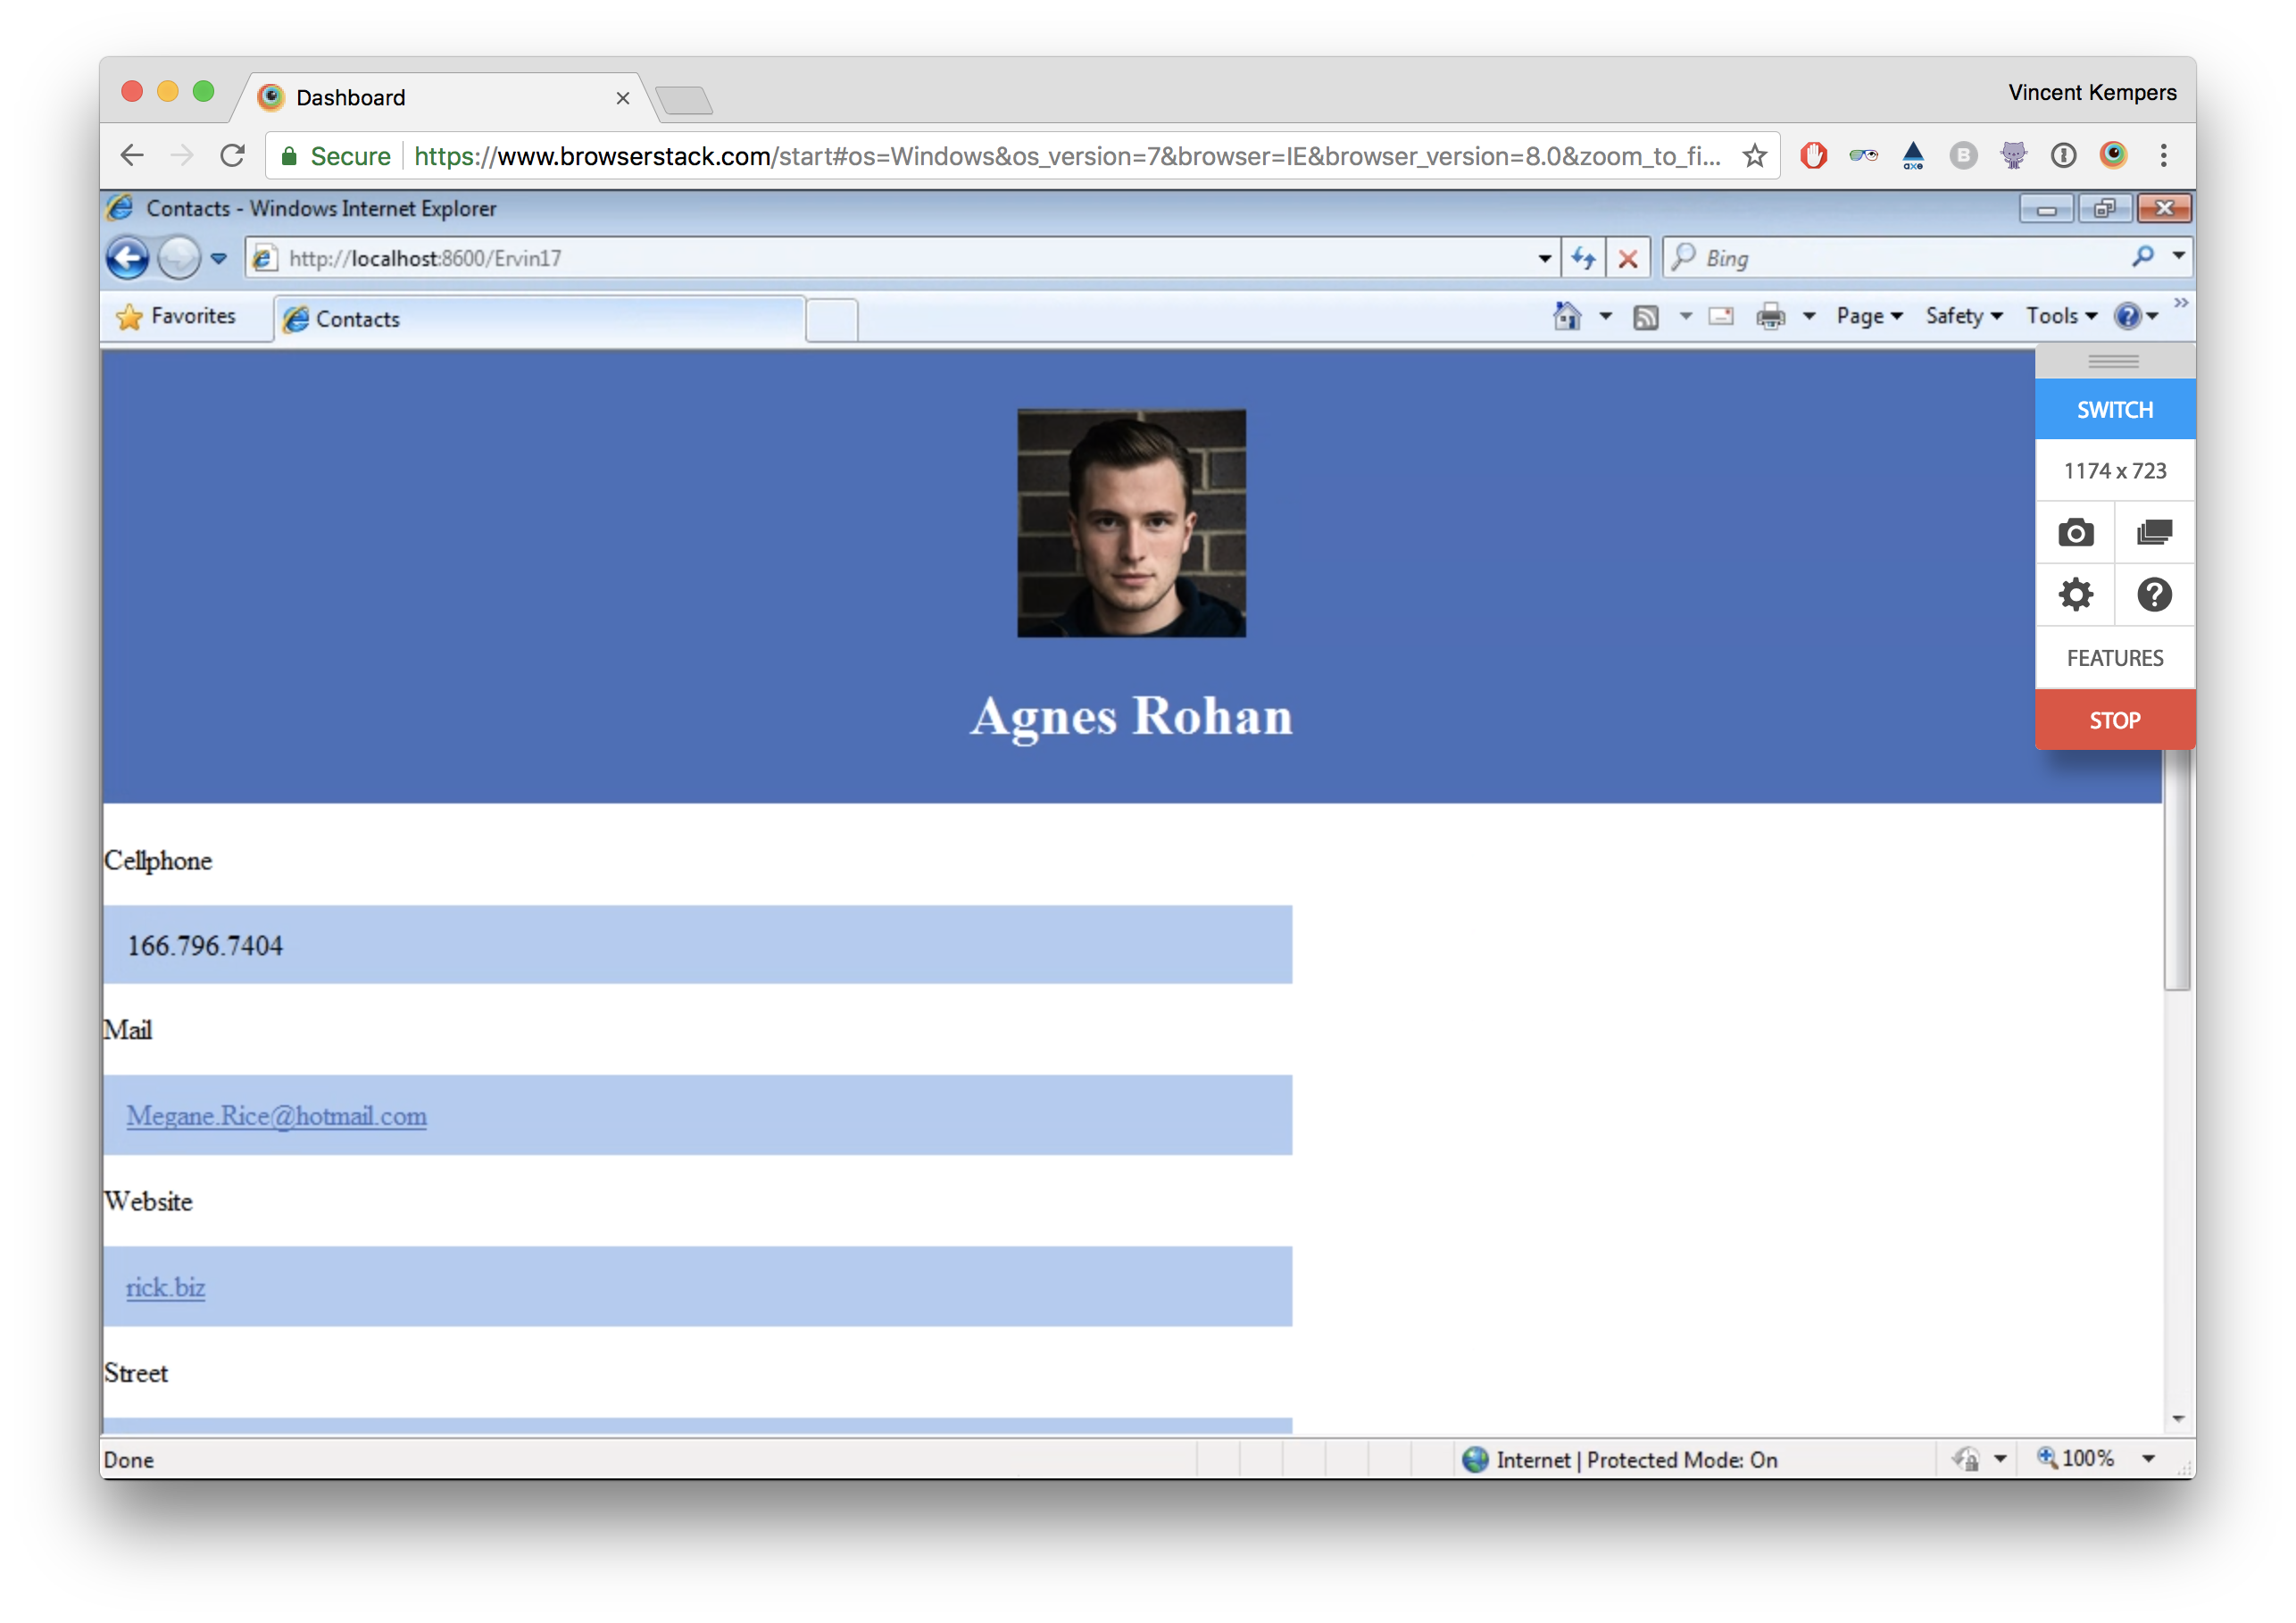 Dashboard
Vincent Kempers
Secure https://www.browserstack.com/start#os=Windows&os_version=7&browser=IE&browser_version=8.0&zoom_to_fi...
axe
B
Contacts - Windows Internet Explorer
http://localhost:8600/Ervin17
Bing
Favorites
Contacts
Page
Safety
Tools
SWITCH
1174 x 723
FEATURES
STOP
Agnes Rohan
Cellphone
166.796.7404
Mail
Megane.Rice@hotmail.com
Website
rick.biz
Street
Done
Internet | Protected Mode: On
100%